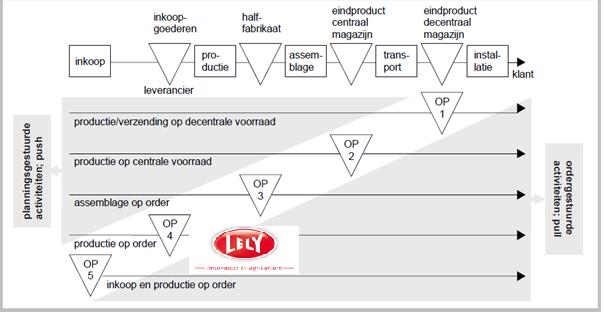 inkoop-
goederen
half-
fabrikaat
eindproduct
centraal
magazijn
eindproduct
decentraal
magazijn
inkoop
pro-
ductie
assem-
blage
trans-
port
instal-
latie
klant
leverancier
OP
1
productie/verzending op decentrale voorraad
OP
2
productie op centrale voorraad
OP
3
assemblage op order
OP
4
productie op order
OP
5
inkoop en productie op order
planningsgestuurde
activiteiten; push
ordergestuurde
activiteiten; pull
LELY
innovators in agriculture